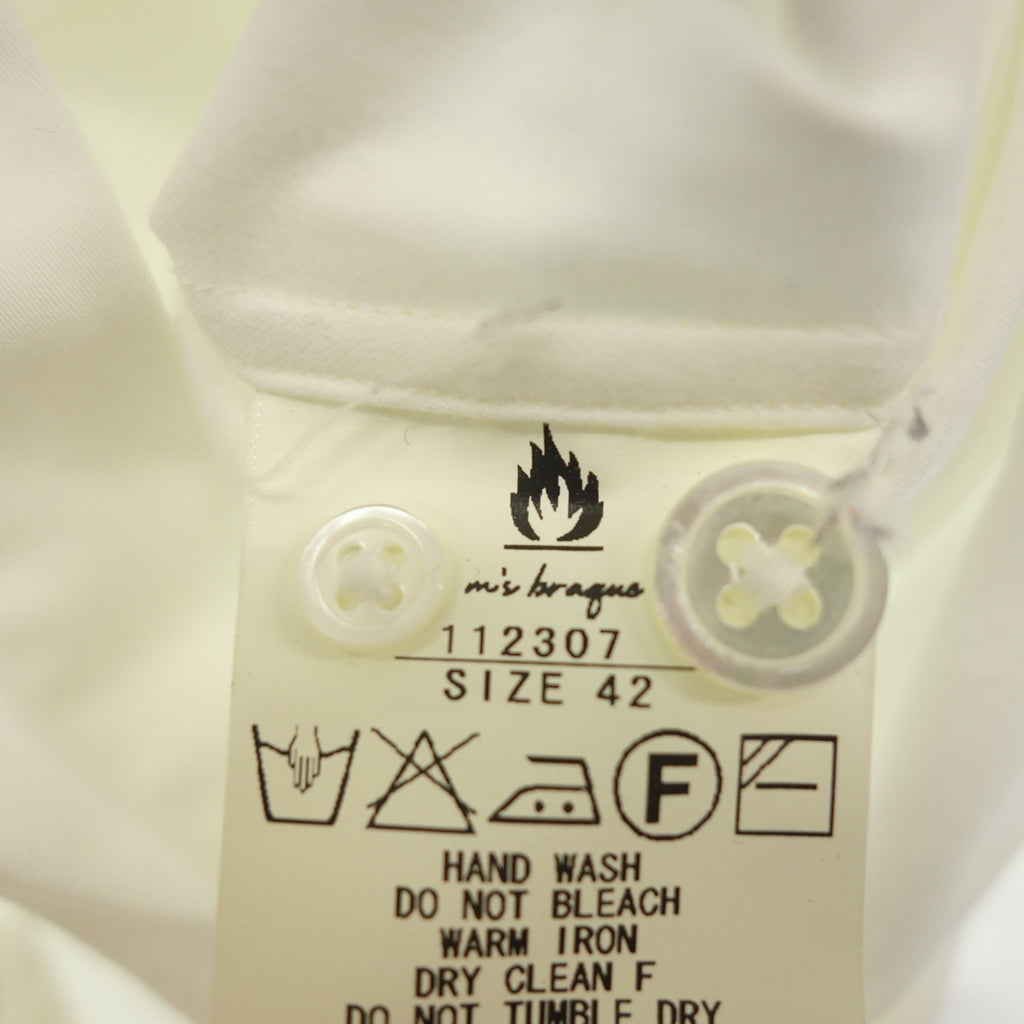 m's braque
112307
SIZE 42
F
HAND WASH
DO NOT BLEACH
WARM IRON
DRY CLEAN F
DO NOT TUMBLE DRY